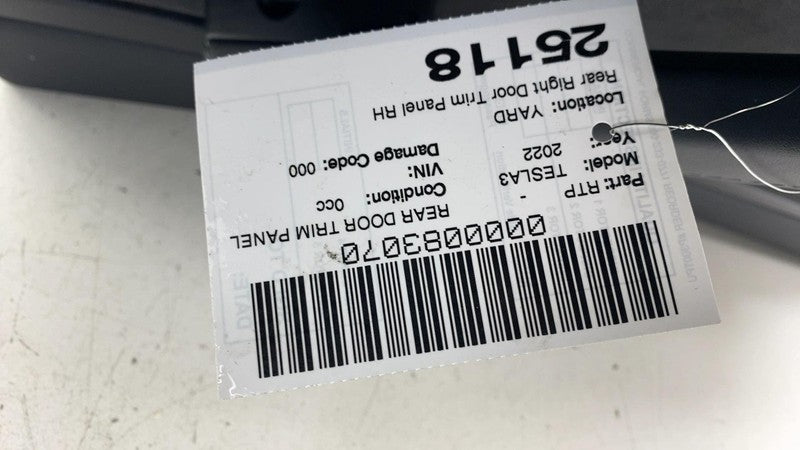 0000083070
REAR DOOR TRIM PANEL
Part: RTP -
Condition: 0cc
Model: TESLA3
VIN:
Year: 2022
Damage Code: 000
Location: YARD
Rear Right Door Trim Panel RH
25118